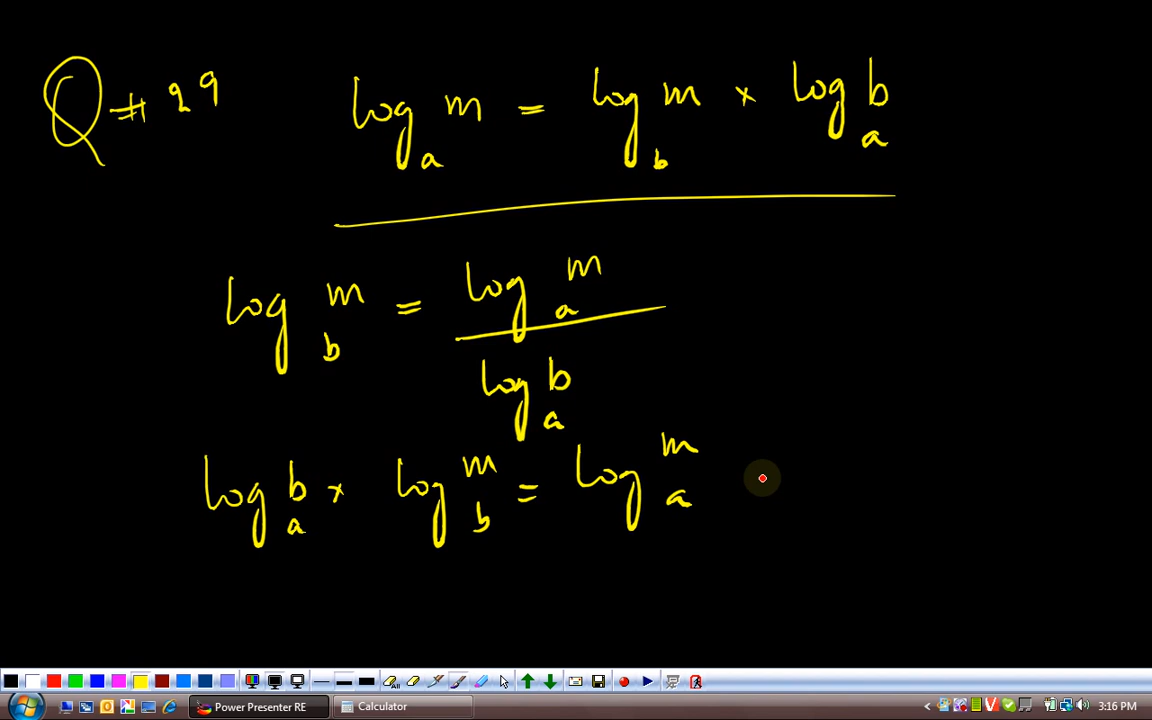 Q # 29
log_a m = log_b m × log_a b
log_b m = log_a m / log_a b
log_a b × log_b m = log_a m
Power Presenter RE
Calculator
3:16 PM